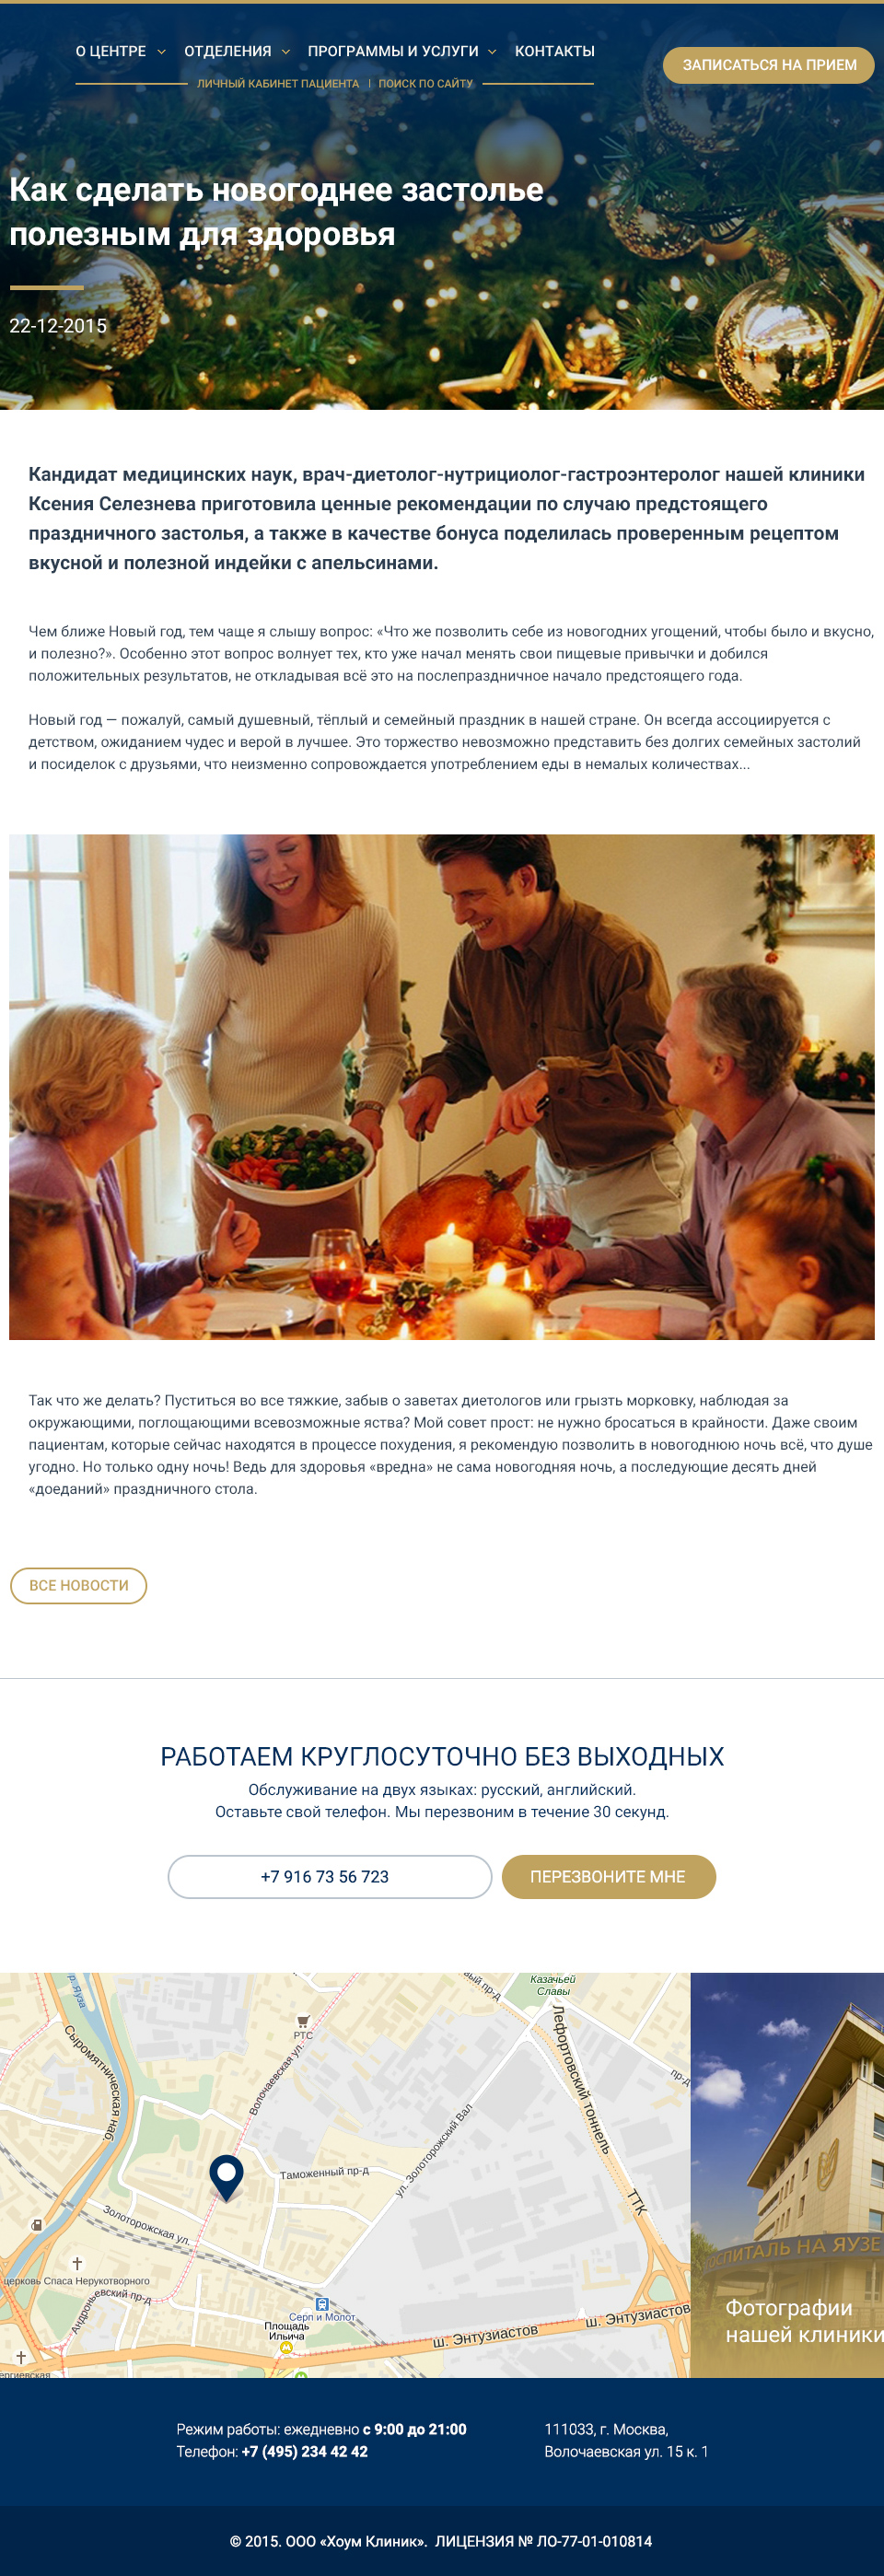 О ЦЕНТРЕ ОТДЕЛЕНИЯ ПРОГРАММЫ И УСЛУГИ КОНТАКТЫ
ЗАПИСАТЬСЯ НА ПРИЕМ
ЛИЧНЫЙ КАБИНЕТ ПАЦИЕНТА | ПОИСК ПО САЙТУ
Как сделать новогоднее застолье
полезным для здоровья
22-12-2015
Кандидат медицинских наук, врач-диетолог-нутрициолог-гастроэнтеролог нашей клиники
Ксения Селезнева приготовила ценные рекомендации по случаю предстоящего
праздничного застолья, а также в качестве бонуса поделилась проверенным рецептом
вкусной и полезной индейки с апельсинами.
Чем ближе Новый год, тем чаще я слышу вопрос: «Что же позволить себе из новогодних угощений, чтобы было и вкусно,
и полезно?». Особенно этот вопрос волнует тех, кто уже начал менять свои пищевые привычки и добился
положительных результатов, не откладывая всё это на послепраздничное начало предстоящего года.
Новый год — пожалуй, самый душевный, тёплый и семейный праздник в нашей стране. Он всегда ассоциируется с
детством, ожиданием чудес и верой в лучшее. Это торжество невозможно представить без долгих семейных застолий
и посиделок с друзьями, что неизменно сопровождается употреблением еды в немалых количествах...
Так что же делать? Пуститься во все тяжкие, забыв о заветах диетологов или грызть морковку, наблюдая за
окружающими, поглощающими всевозможные яства? Мой совет прост: не нужно бросаться в крайности. Даже своим
пациентам, которые сейчас находятся в процессе похудения, я рекомендую позволить в новогоднюю ночь всё, что душе
угодно. Но только одну ночь! Ведь для здоровья «вредна» не сама новогодняя ночь, а последующие десять дней
«доеданий» праздничного стола.
ВСЕ НОВОСТИ
РАБОТАЕМ КРУГЛОСУТОЧНО БЕЗ ВЫХОДНЫХ
Обслуживание на двух языках: русский, английский.
Оставьте свой телефон. Мы перезвоним в течение 30 секунд.
+7 916 73 56 723
ПЕРЕЗВОНИТЕ МНЕ
р. Яуза
Сыромятническая наб.
РТС
Волочаевская ул.
вый пр-д
Казачьей
Славы
Лефортовский тоннель
пр-д
Таможенный пр-д
ул. Золоторожский Вал
ТТК
Золоторожская ул.
церковь Спаса Нерукотворного
Андроньевский пр-д
Серп и Молот
Площадь
Ильича
ш. Энтузиастов
ш. Энтузиастов
ергиевская
ОСПИТАЛЬ НА ЯУЗЕ
Фотографии
нашей клиники
Режим работы: ежедневно с 9:00 до 21:00
Телефон: +7 (495) 234 42 42
111033, г. Москва,
Волочаевская ул. 15 к. 1
© 2015. ООО «Хоум Клиник». ЛИЦЕНЗИЯ № ЛО-77-01-010814